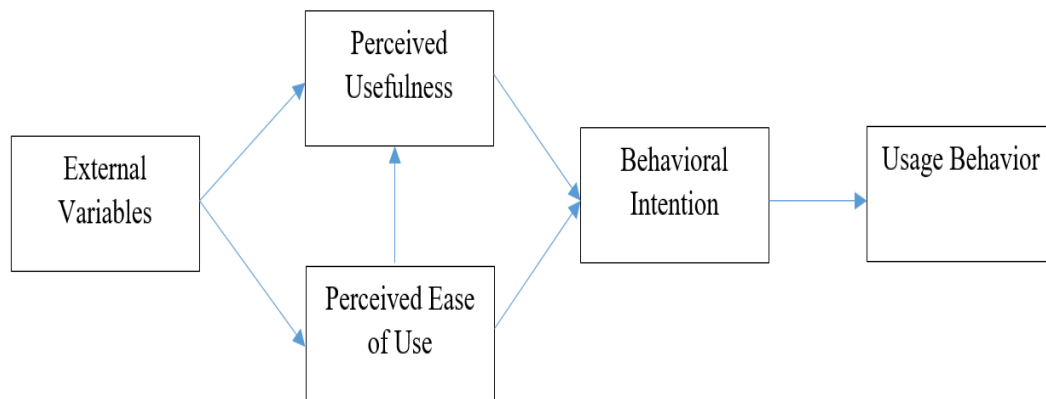 Perceived
Usefulness
External
Variables
Behavioral
Intention
Usage Behavior
Perceived Ease
of Use